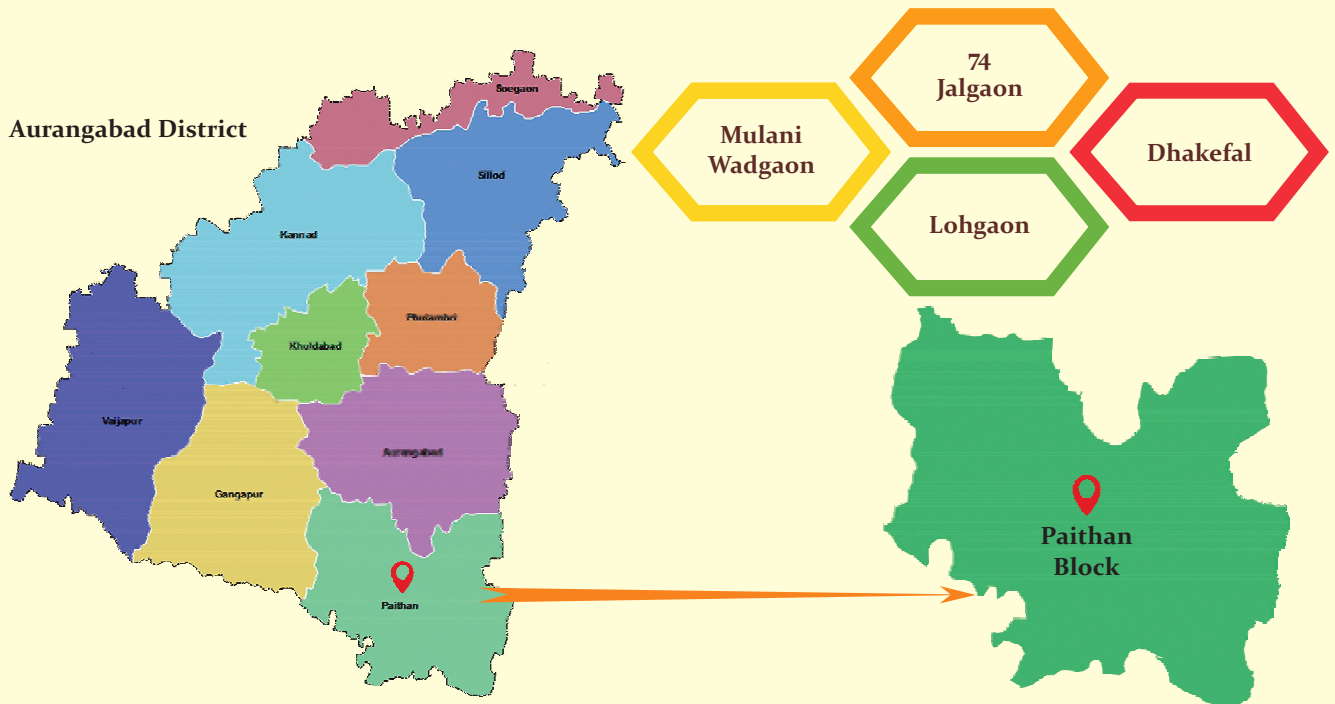 Aurangabad District
Soegaon
Sillod
Kannad
Phulambri
Khuldabad
Vaijapur
Aurangabad
Gangapur
Paithan
74
Jalgaon
Mulani
Wadgaon
Dhakefal
Lohgaon
Paithan
Block